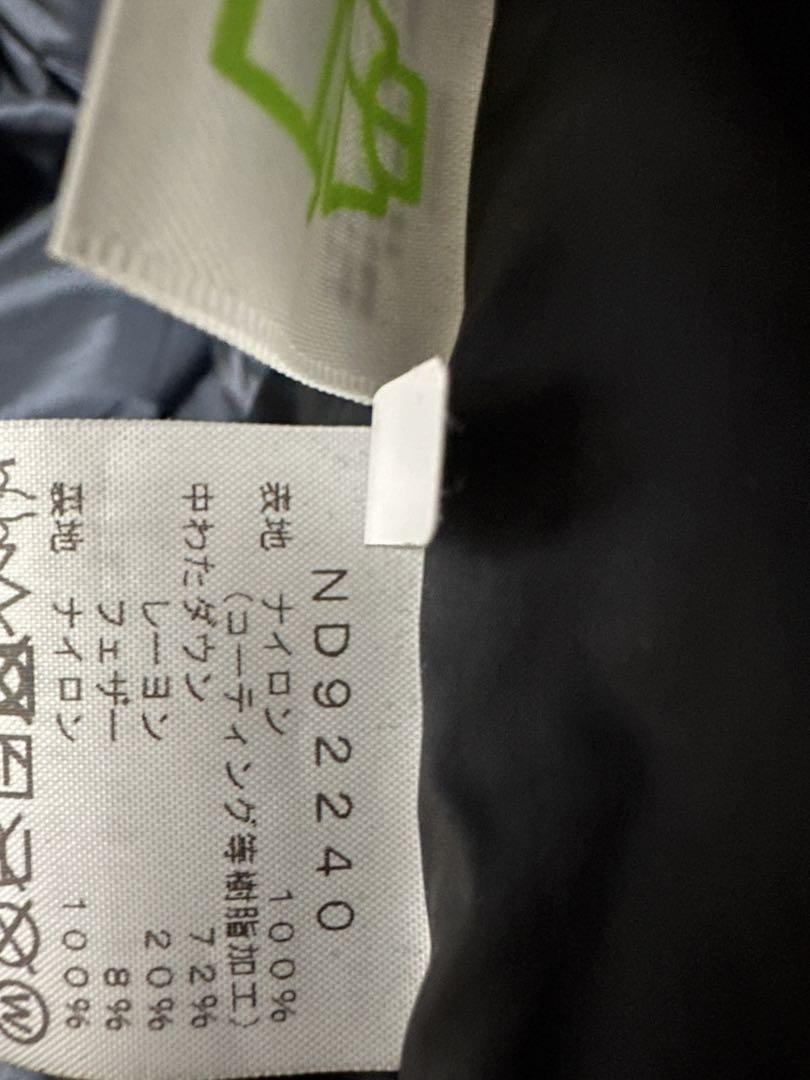 ND92240
表地 ナイロン 100%
(コーティング等樹脂加工)
中わた ダウン 72%
レーヨン 20%
フェザー 8%
裏地 ナイロン 100%
W